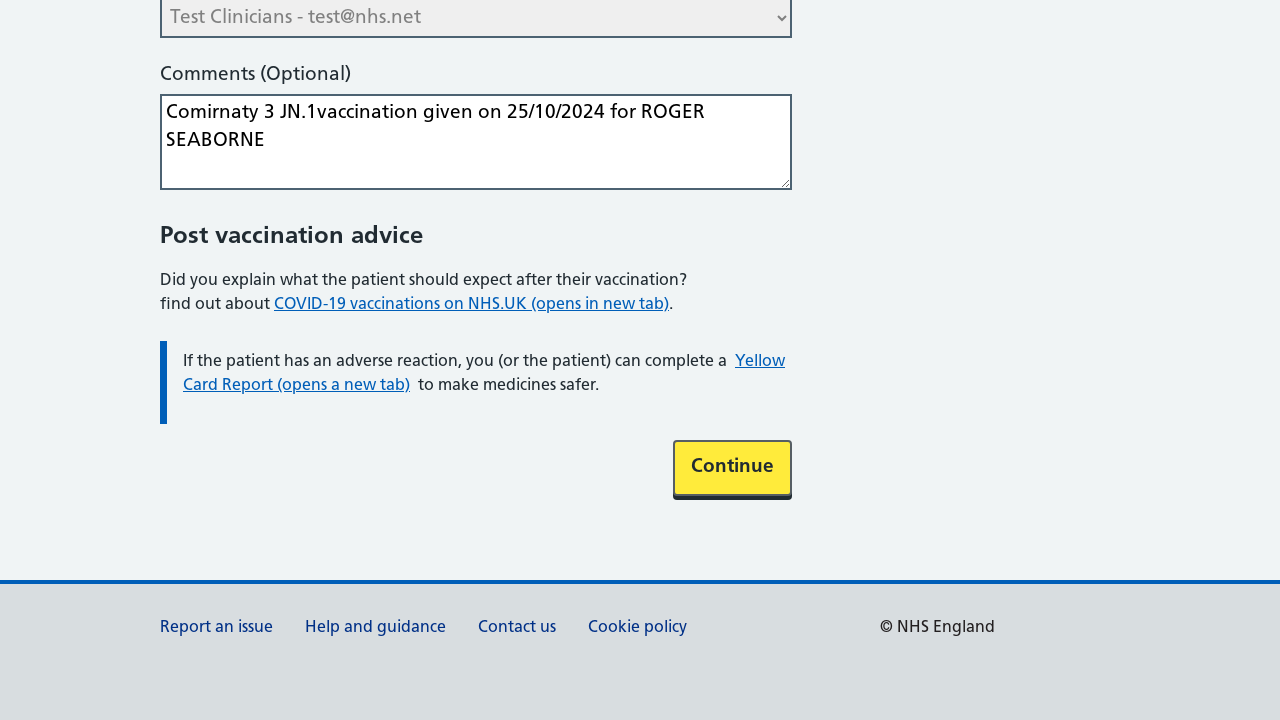 Test Clinicians - test@nhs.net
Comments (Optional)
Comirnaty 3 JN.1vaccination given on 25/10/2024 for ROGER
SEABORNE
Post vaccination advice
Did you explain what the patient should expect after their vaccination?
find out about COVID-19 vaccinations on NHS.UK (opens in new tab).
If the patient has an adverse reaction, you (or the patient) can complete a Yellow
Card Report (opens a new tab) to make medicines safer.
Continue
Report an issue Help and guidance Contact us Cookie policy © NHS England